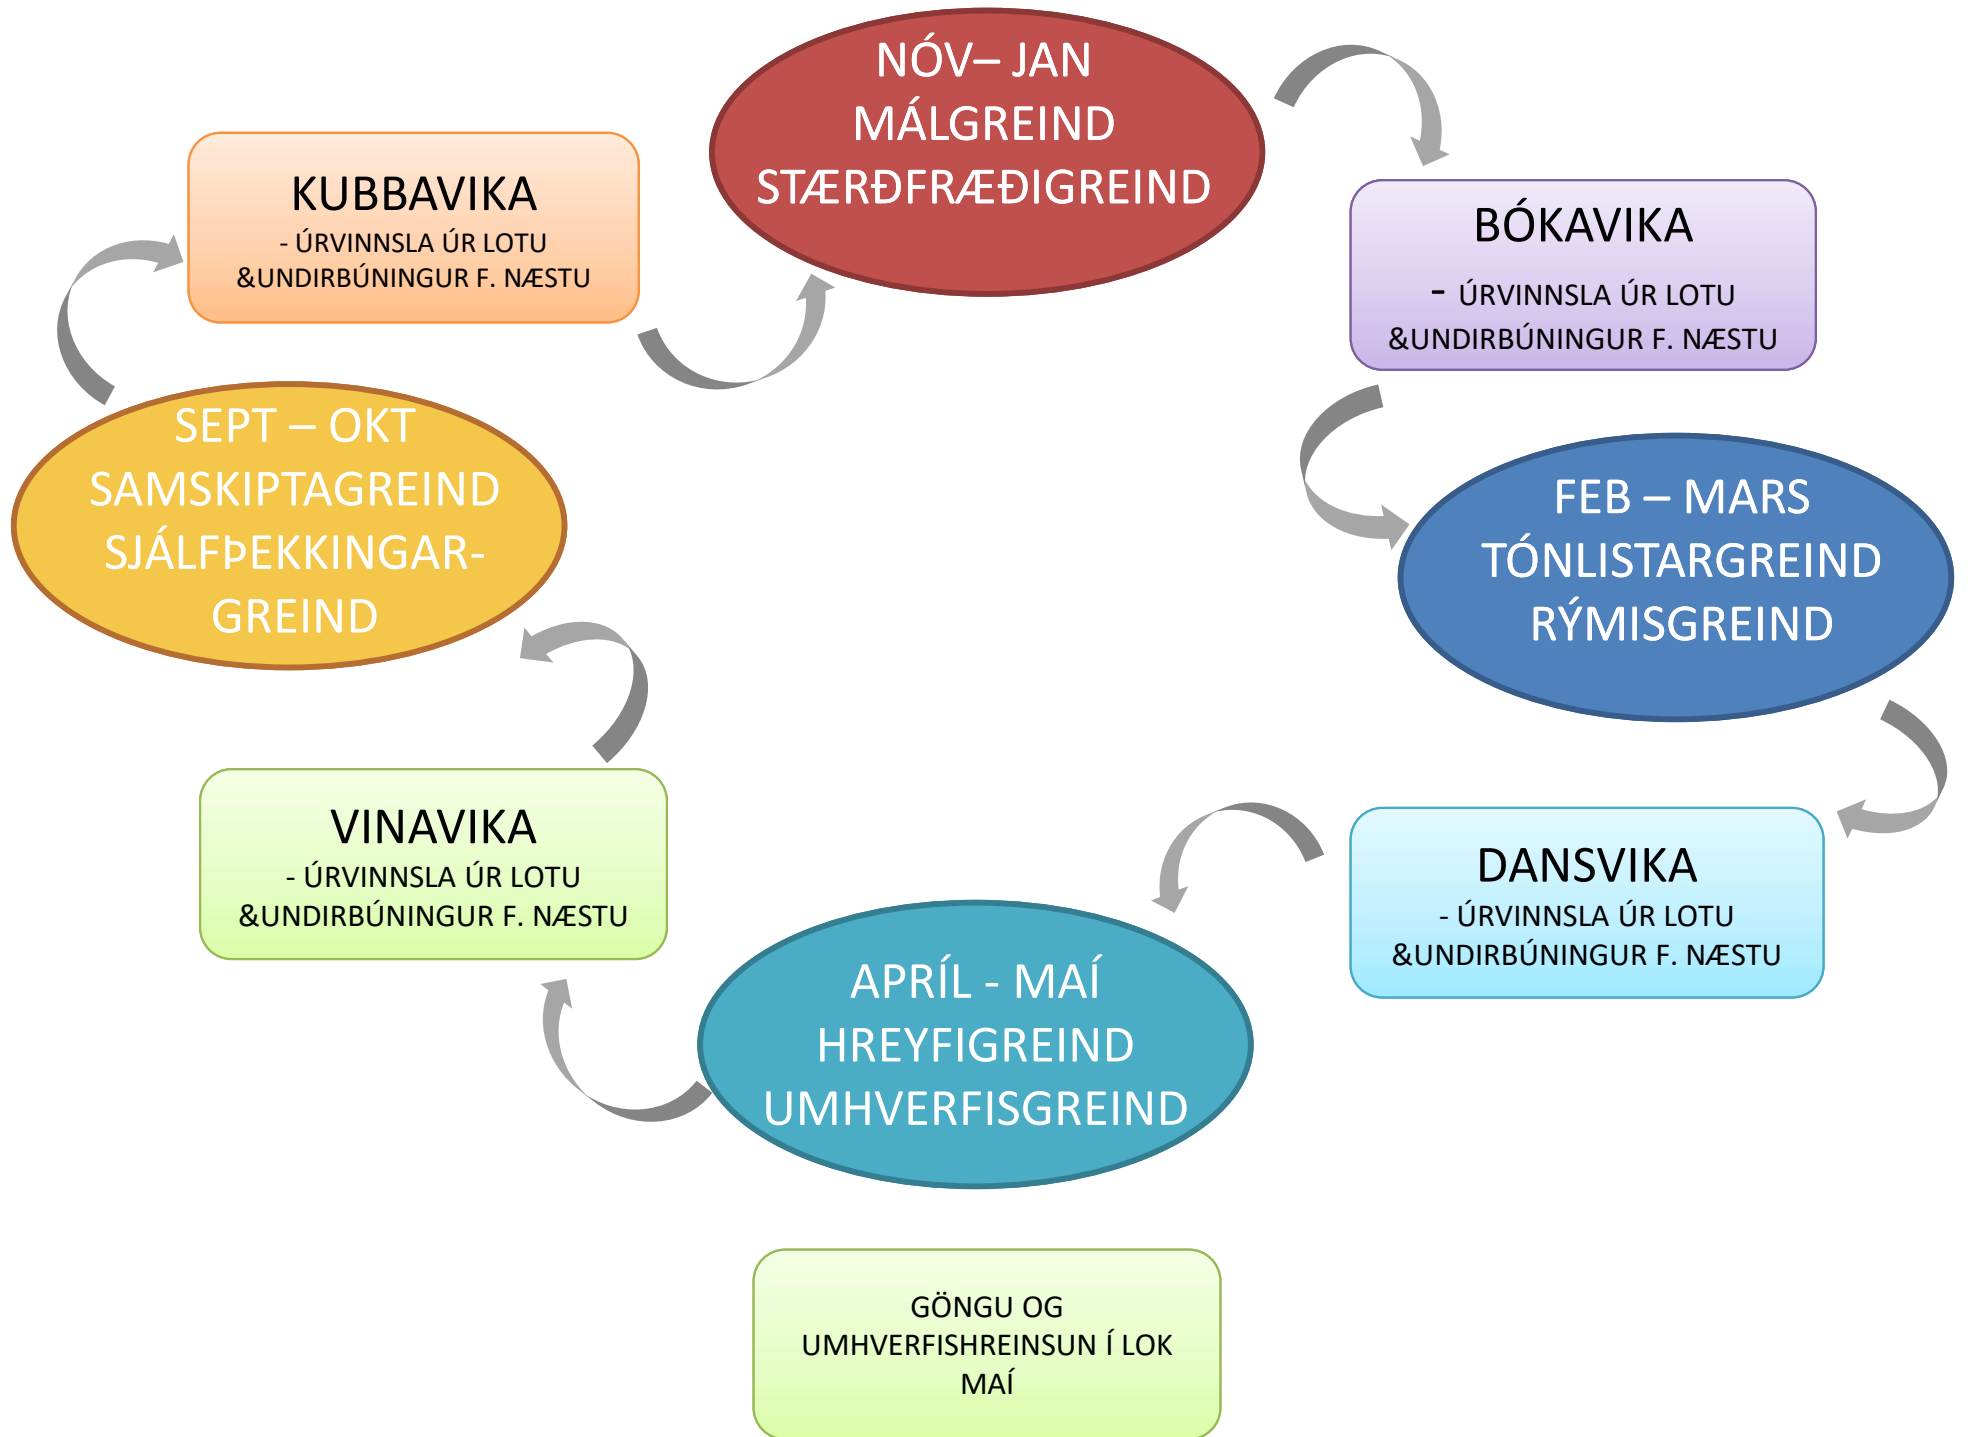 NÓV– JAN
MÁLGREIND
STÆRÐFRÆÐIGREIND
KUBBAVIKA
- ÚRVINNSLA ÚR LOTU
&UNDIRBÚNINGUR F. NÆSTU
BÓKAVIKA
- ÚRVINNSLA ÚR LOTU
&UNDIRBÚNINGUR F. NÆSTU
SEPT – OKT
SAMSKIPTAGREIND
SJÁLFÞEKKINGAR-
GREIND
FEB – MARS
TÓNLISTARGREIND
RÝMISGREIND
VINAVIKA
- ÚRVINNSLA ÚR LOTU
&UNDIRBÚNINGUR F. NÆSTU
DANSVIKA
- ÚRVINNSLA ÚR LOTU
&UNDIRBÚNINGUR F. NÆSTU
APRÍL - MAÍ
HREYFIGREIND
UMHVERFISGREIND
GÖNGU OG
UMHVERFISHREINSUN Í LOK
MAÍ